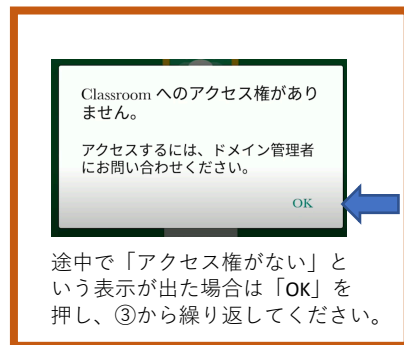 Classroom へのアクセス権があり
ません。
アクセスするには、ドメイン管理者
にお問い合わせください。
OK
途中で「アクセス権がない」と
いう表示が出た場合は「OK」を
押し、③から繰り返してください。